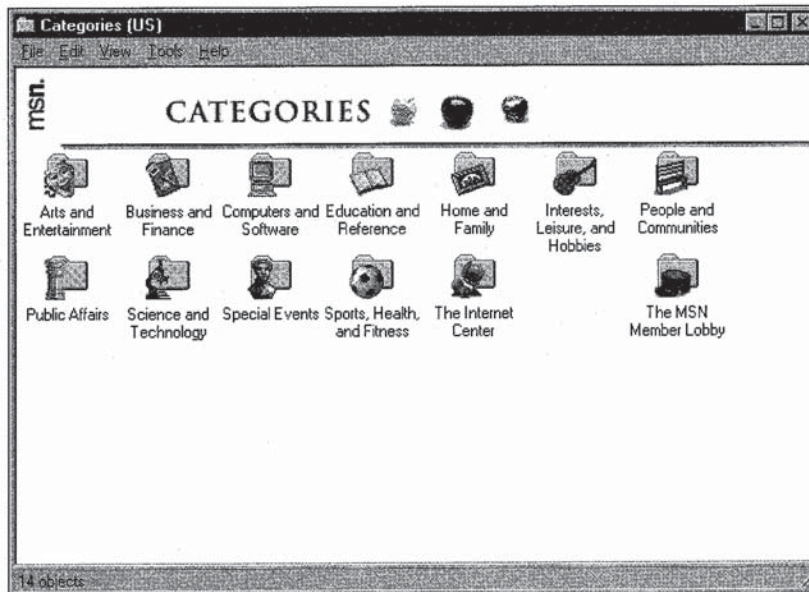 Categories (US)
File Edit View Tools Help
msn.
CATEGORIES
Arts and
Entertainment
Business and
Finance
Computers and
Software
Education and
Reference
Home and
Family
Interests,
Leisure, and
Hobbies
People and
Communities
Public Affairs
Science and
Technology
Special Events
Sports, Health,
and Fitness
The Internet
Center
The MSN
Member Lobby
14 objects